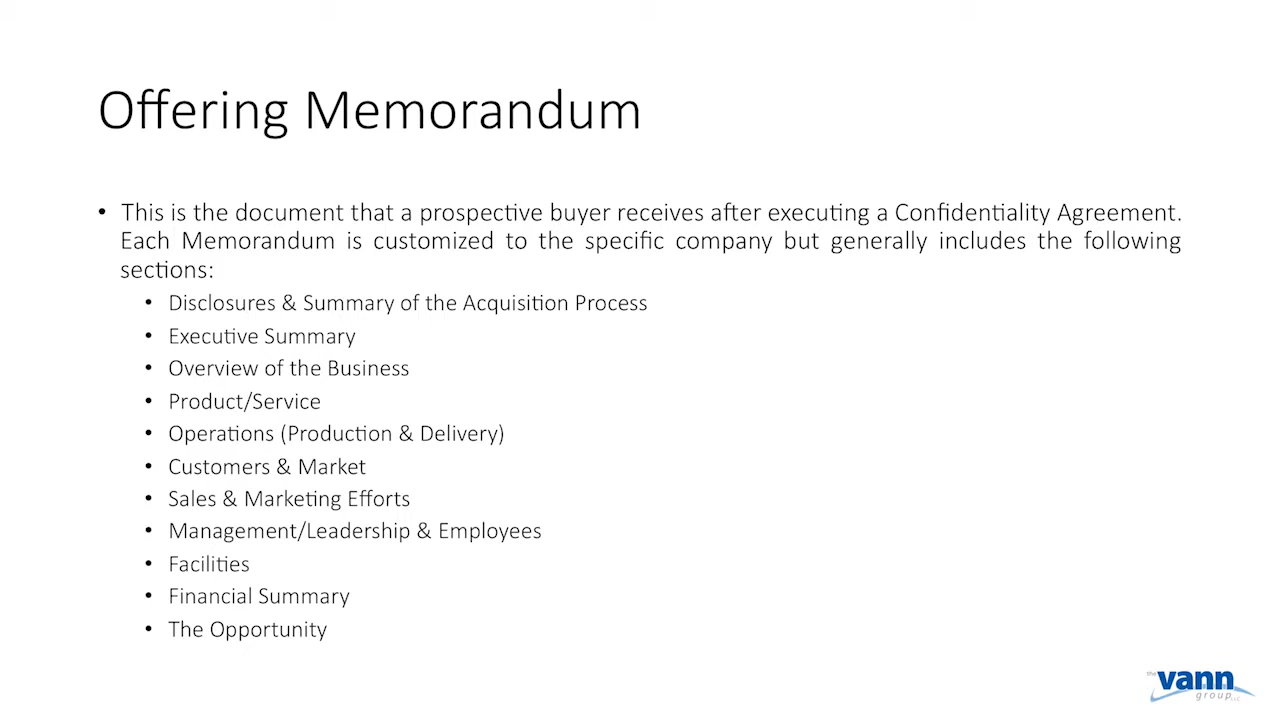 Offering Memorandum
• This is the document that a prospective buyer receives after executing a Confidentiality Agreement.
Each Memorandum is customized to the specific company but generally includes the following
sections:
• Disclosures & Summary of the Acquisition Process
• Executive Summary
• Overview of the Business
• Product/Service
• Operations (Production & Delivery)
• Customers & Market
• Sales & Marketing Efforts
• Management/Leadership & Employees
• Facilities
• Financial Summary
• The Opportunity
the vann
group LLC